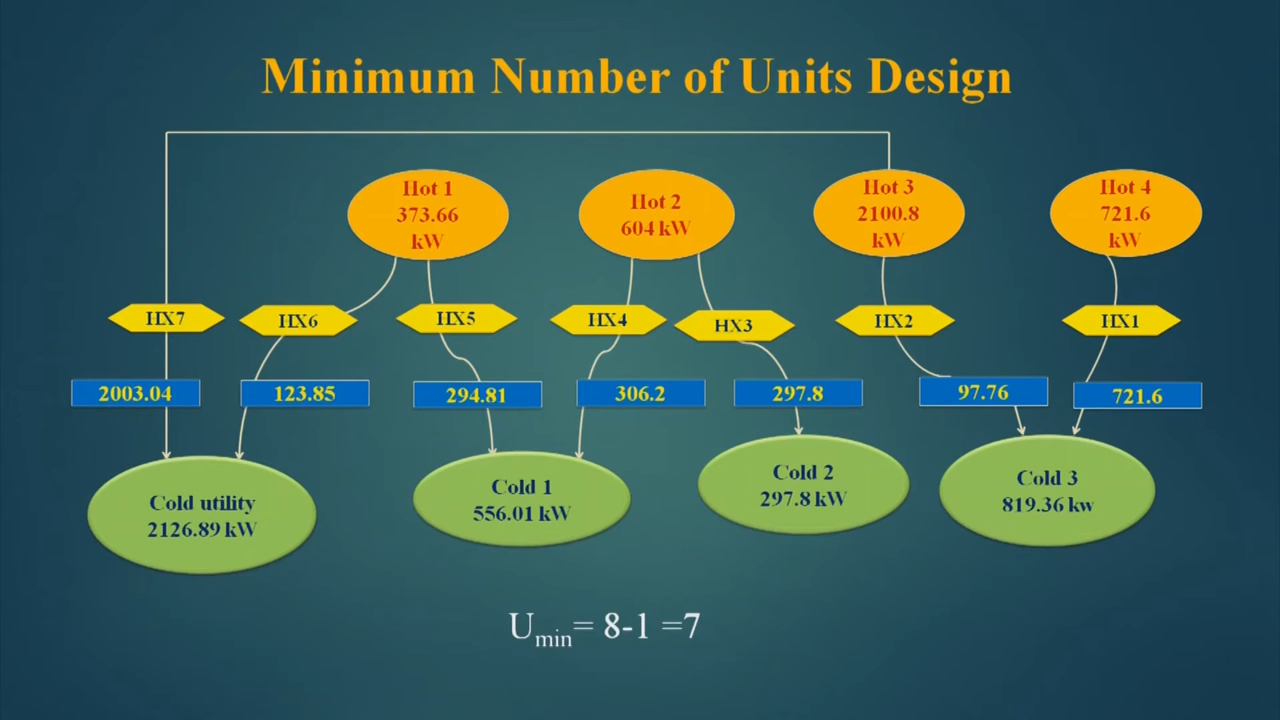 Minimum Number of Units Design
Hot 1
373.66
kW
Hot 2
604 kW
Hot 3
2100.8
kW
Hot 4
721.6
kW
HX7
HX6
HX5
HX4
HX3
HX2
HX1
2003.04
123.85
294.81
306.2
297.8
97.76
721.6
Cold utility
2126.89 kW
Cold 1
556.01 kW
Cold 2
297.8 kW
Cold 3
819.36 kw
Umin= 8-1 =7